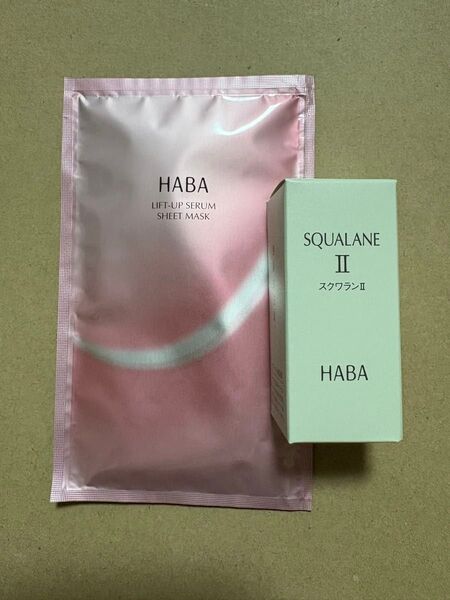 HABA
LIFT-UP SERUM
SHEET MASK
SQUALANE
II
スクワランII
HABA